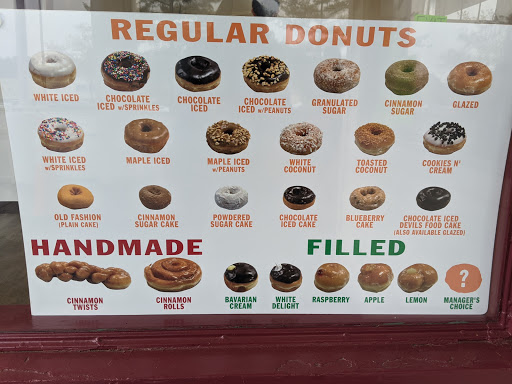 REGULAR DONUTS
WHITE ICED
CHOCOLATE
ICED w/SPRINKLES
CHOCOLATE
ICED
CHOCOLATE
ICED w/PEANUTS
GRANULATED
SUGAR
CINNAMON
SUGAR
GLAZED
WHITE ICED
w/SPRINKLES
MAPLE ICED
MAPLE ICED
w/PEANUTS
WHITE
COCONUT
TOASTED
COCONUT
COOKIES N'
CREAM
OLD FASHION
(PLAIN CAKE)
CINNAMON
SUGAR CAKE
POWDERED
SUGAR CAKE
CHOCOLATE
ICED CAKE
BLUEBERRY
CAKE
CHOCOLATE ICED
DEVILS FOOD CAKE
(ALSO AVAILABLE GLAZED)
HANDMADE
CINNAMON
TWISTS
CINNAMON
ROLLS
FILLED
BAVARIAN
CREAM
WHITE
DELIGHT
RASPBERRY
APPLE
LEMON
?
MANAGER'S
CHOICE